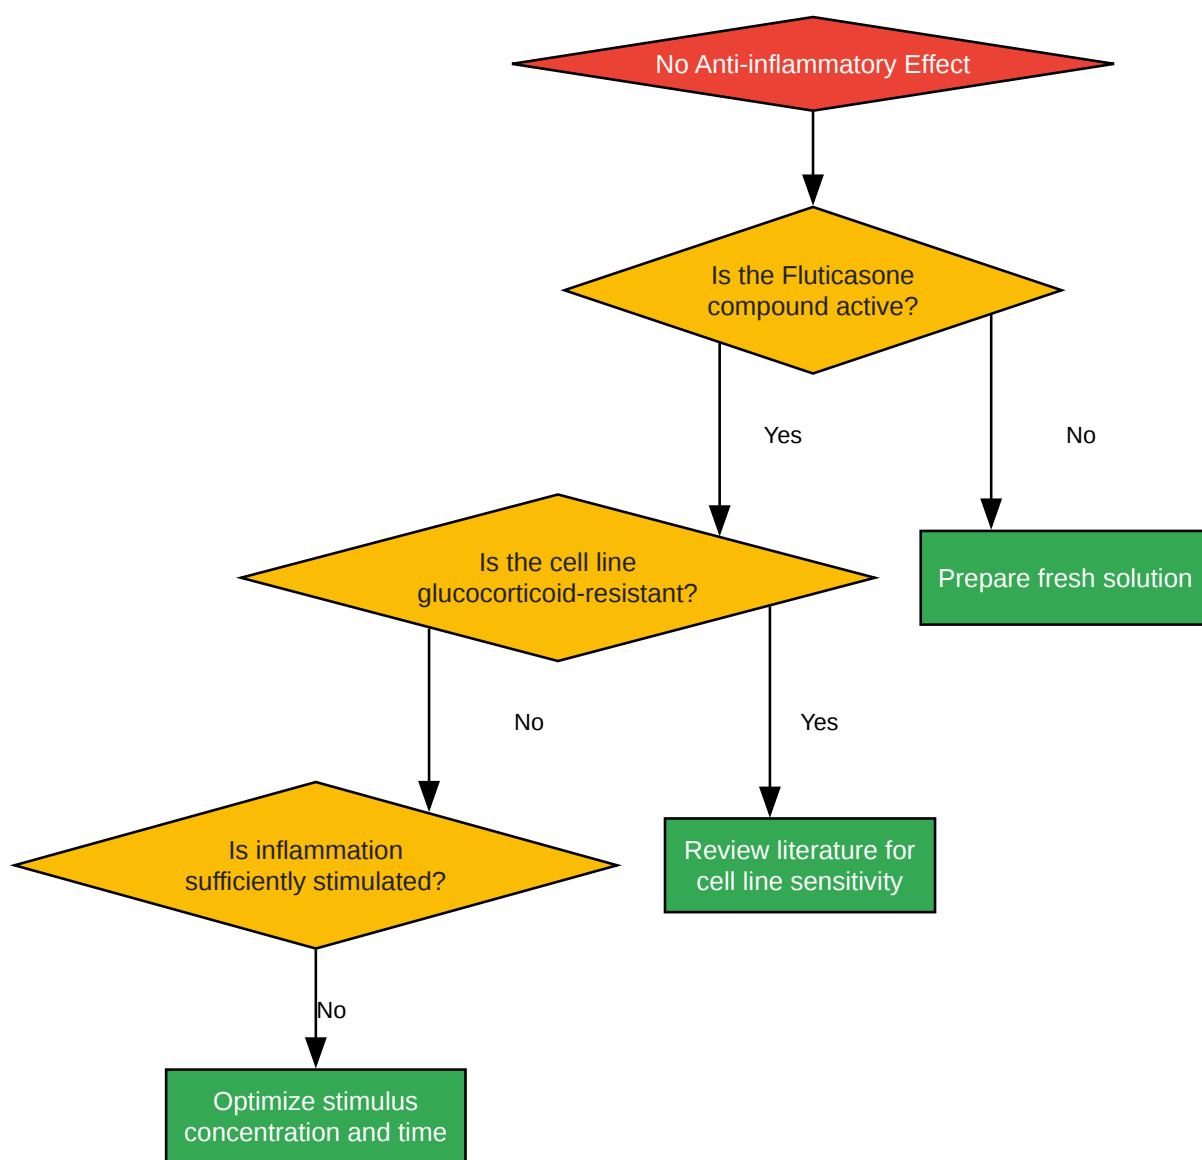 No Anti-inflammatory Effect
Is the Fluticasone
compound active?
Yes
No
Is the cell line
glucocorticoid-resistant?
Prepare fresh solution
No
Yes
Is inflammation
sufficiently stimulated?
Review literature for
cell line sensitivity
No
Optimize stimulus
concentration and time